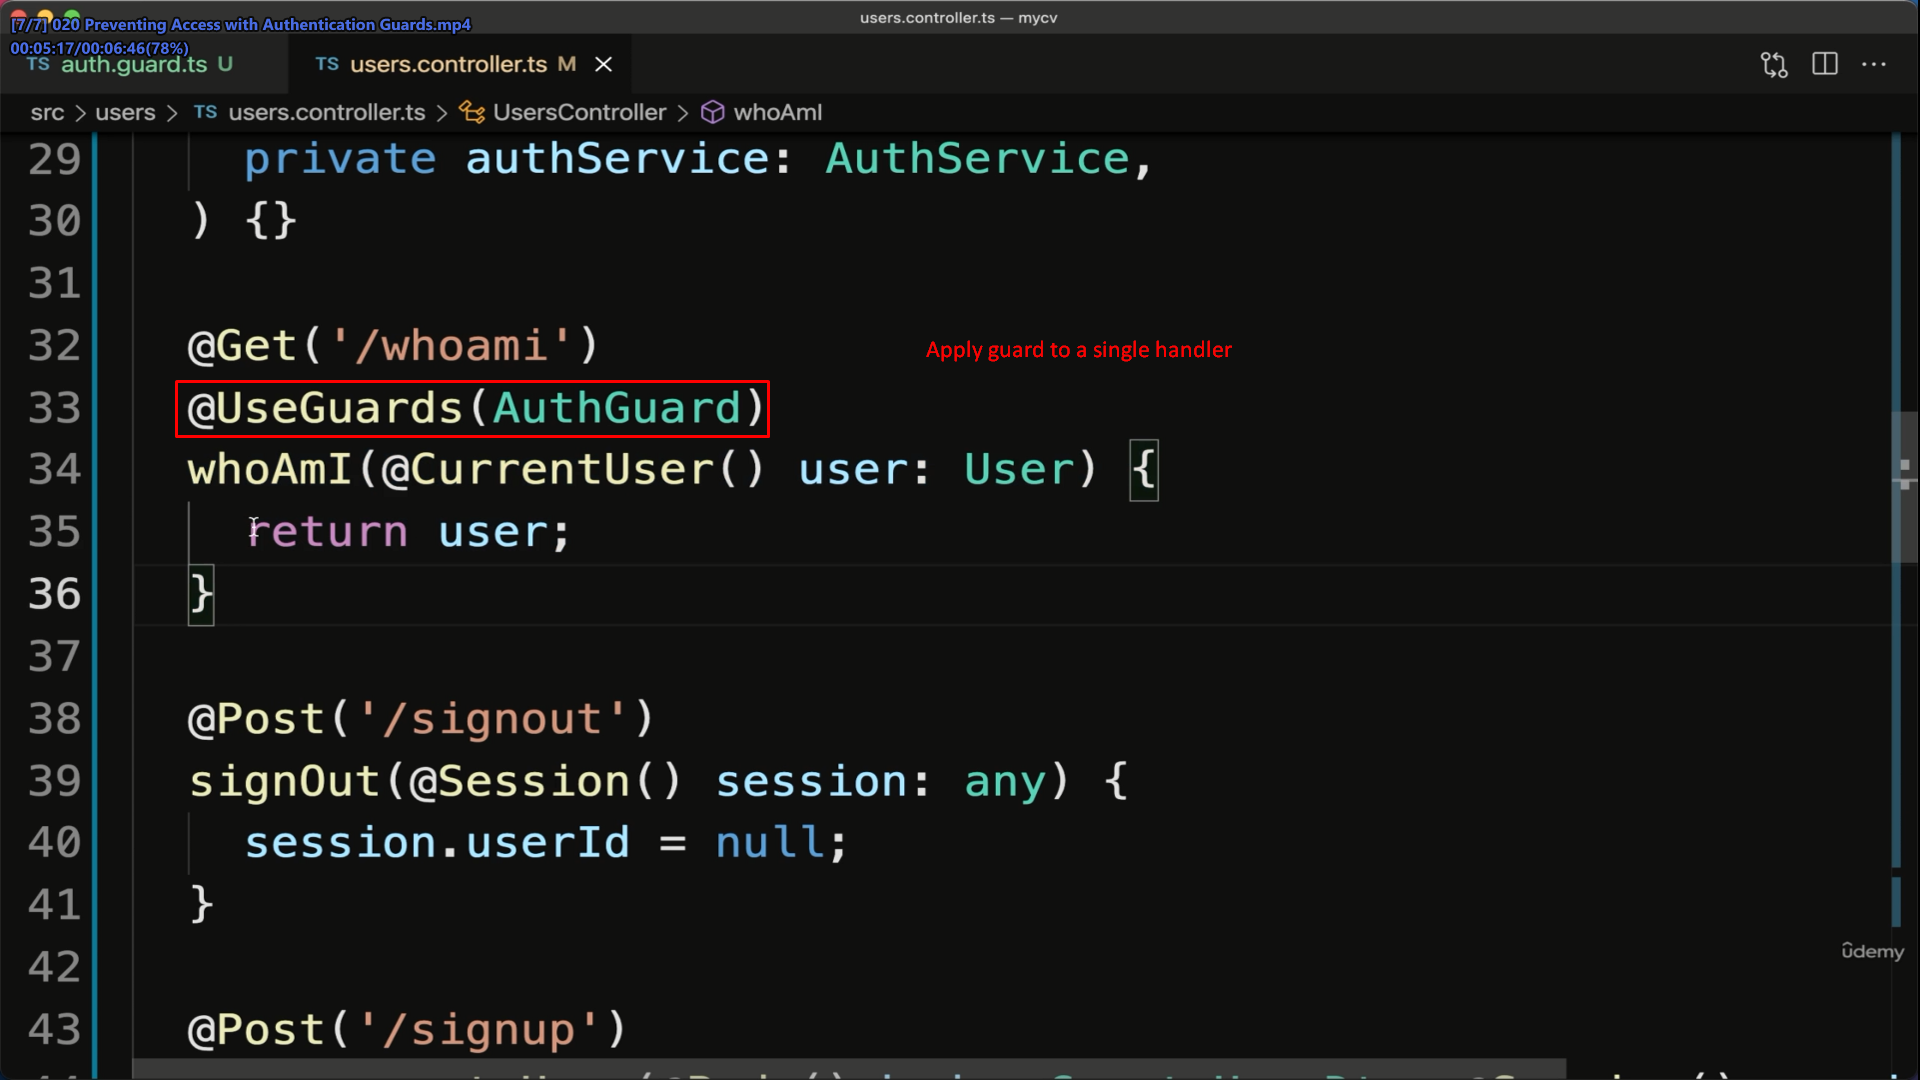 users.controller.ts — mycv
[7/7] 020 Preventing Access with Authentication Guards.mp4
00:05:17/00:06:46(78%)
TS auth.guard.ts U
TS users.controller.ts M
src > users > TS users.controller.ts > UsersController > whoAmI
29 private authService: AuthService,
30 ) {}
31
32 @Get('/whoami')
Apply guard to a single handler
33 @UseGuards(AuthGuard)
34 whoAmI(@CurrentUser() user: User) {
35 return user;
36 }
37
38 @Post('/signout')
39 signOut(@Session() session: any) {
40 session.userId = null;
41 }
42
43 @Post('/signup')
ûdemy